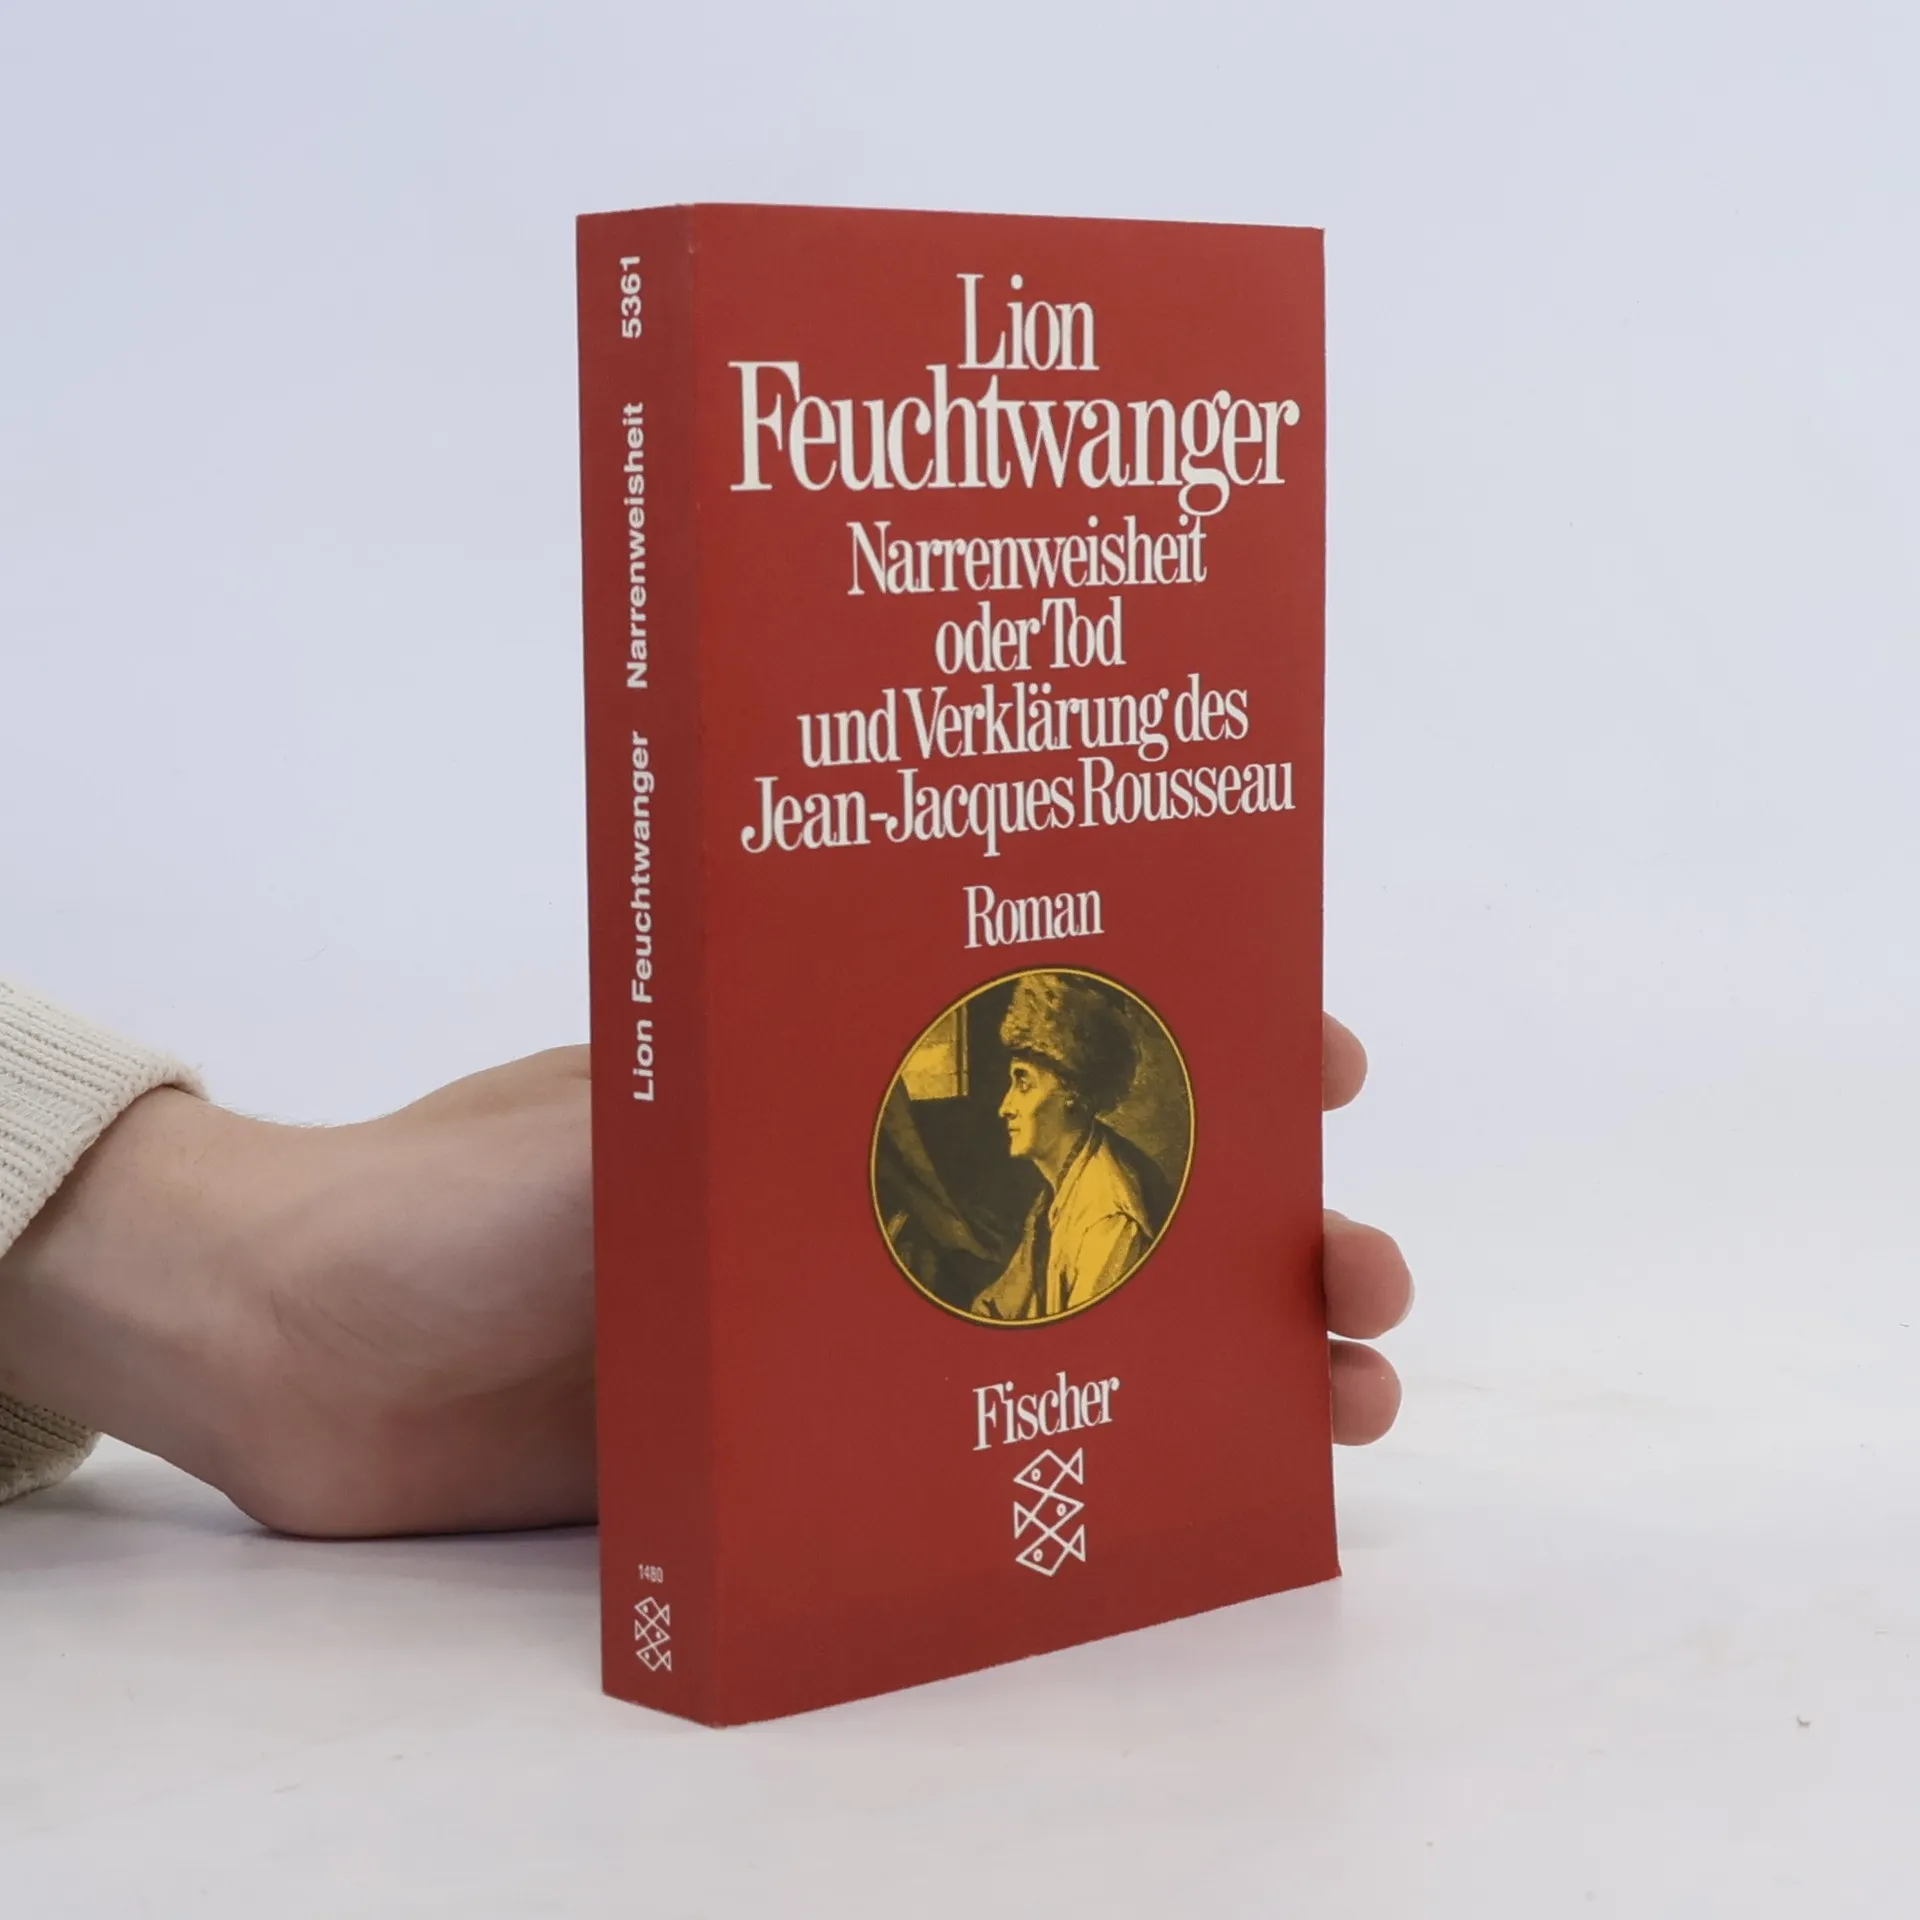 Lion
Feuchtwanger
Narrenweisheit
oder Tod
und Verklärung des
Jean-Jacques Rousseau
Roman
Fischer
Lion Feuchtwanger Narrenweisheit 5361
1480